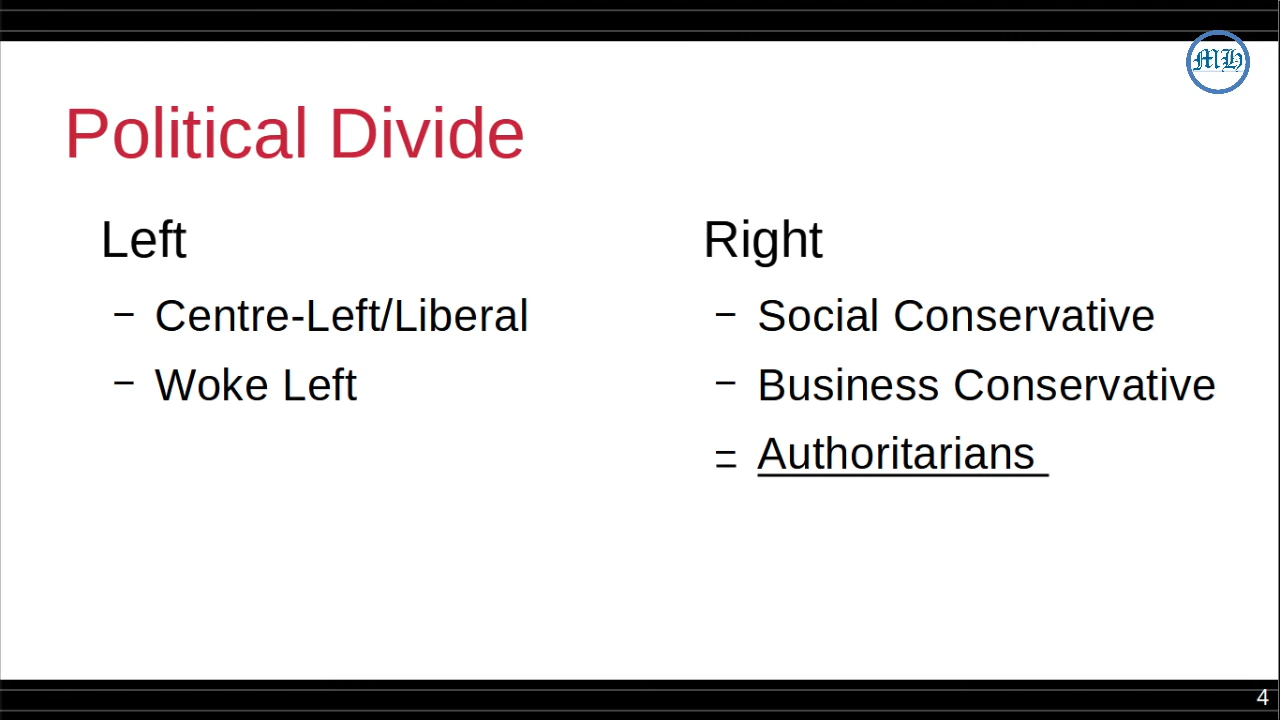 MH
Political Divide
Left
– Centre-Left/Liberal
– Woke Left
Right
– Social Conservative
– Business Conservative
– Authoritarians
4